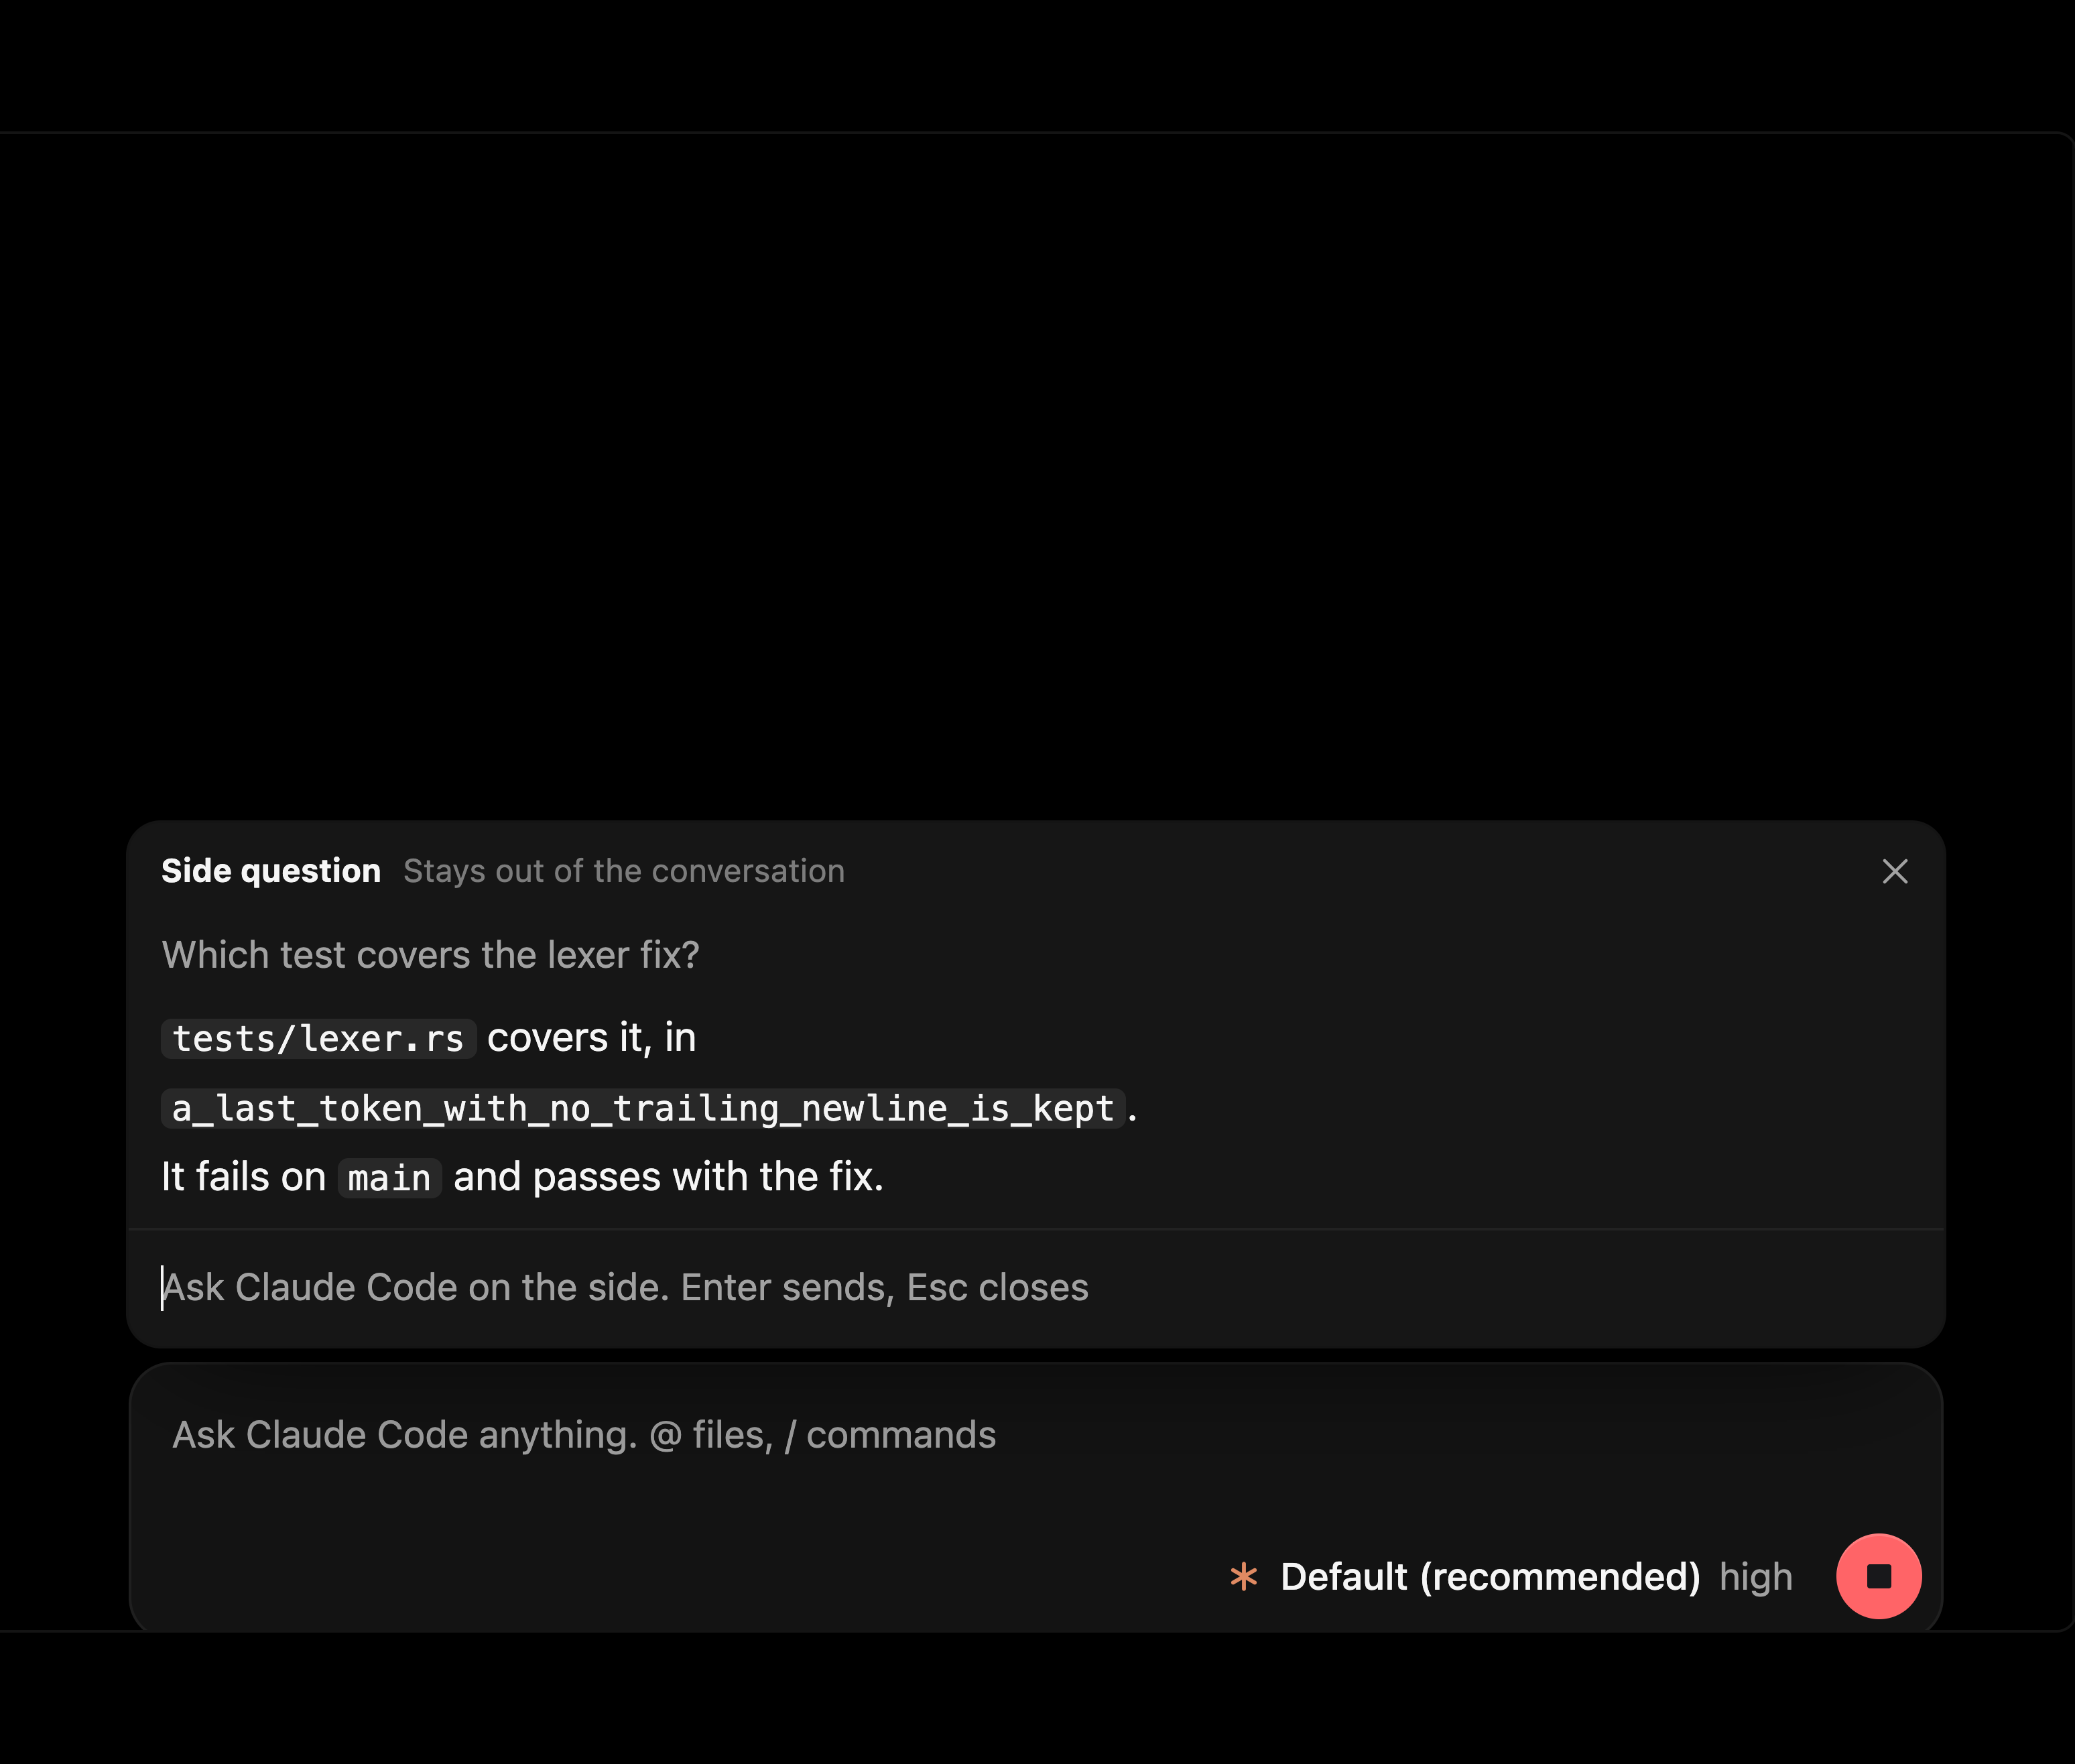 Side question Stays out of the conversation
Which test covers the lexer fix?
tests/lexer.rs covers it, in
a_last_token_with_no_trailing_newline_is_kept.
It fails on main and passes with the fix.
Ask Claude Code on the side. Enter sends, Esc closes
Ask Claude Code anything. @ files, / commands
Default (recommended) high